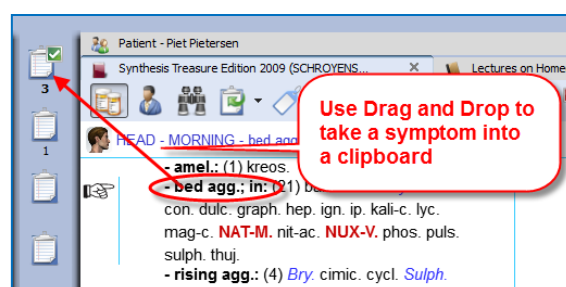 Patient - Piet Pietersen
Synthesis Treasure Edition 2009 (SCHROYENS... ×
Lectures on Home
3
1
HEAD - MORNING - bed agg
Use Drag and Drop to
take a symptom into
a clipboard
- amel.: (1) kreos.
- bed agg.; in: (21)
con. dulc. graph. hep. ign. ip. kali-c. lyc.
mag-c. NAT-M. nit-ac. NUX-V. phos. puls.
sulph. thuj.
- rising agg.: (4) Bry. cimic. cycl. Sulph.